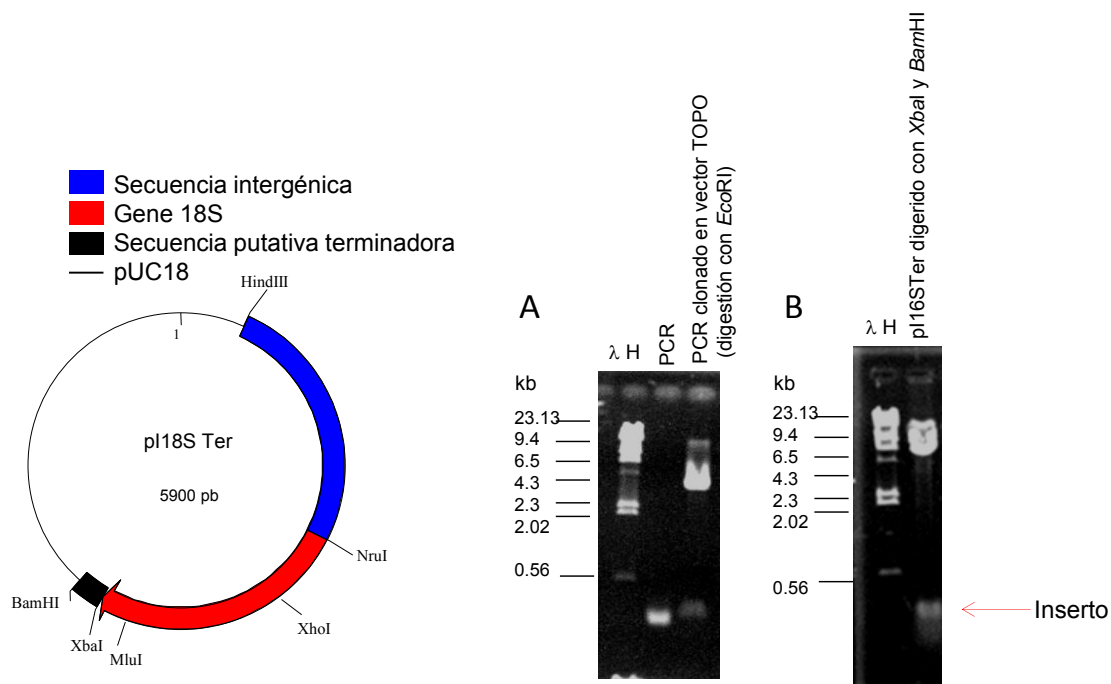 Secuencia intergénica
Gene 18S
Secuencia putativa terminadora
pUC18
HindIII
1
pI18S Ter
5900 pb
NruI
XhoI
MluI
XbaI
BamHI
A
λ H
PCR
PCR clonado en vector TOPO
(digestión con EcoRI)
kb
23.13
9.4
6.5
4.3
2.3
2.02
0.56
B
λ H
pI16STer digerido con XbaI y BamHI
kb
23.13
9.4
6.5
4.3
2.3
2.02
0.56
Inserto